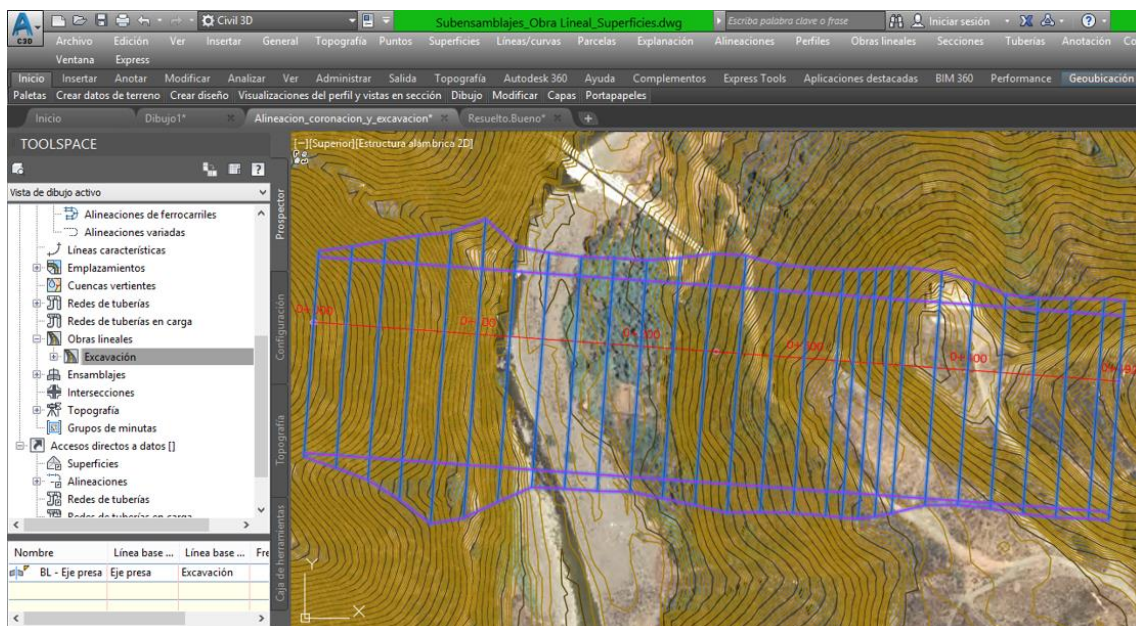 Civil 3D
Subensamblajes_Obra Lineal_Superficies.dwg
Escriba palabra clave o frase
Iniciar sesión
C3D
Archivo Edición Ver Insertar General Topografía Puntos Superficies Líneas/curvas Parcelas Explanación Alineaciones Perfiles Obras lineales Secciones Tuberías Anotación Co
Ventana Express
Inicio Insertar Anotar Modificar Analizar Ver Administrar Salida Topografía Autodesk 360 Ayuda Complementos Express Tools Aplicaciones destacadas BIM 360 Performance Geoubicación
Paletas Crear datos de terreno Crear diseño Visualizaciones del perfil y vistas en sección Dibujo Modificar Capas Portapapeles
Inicio Dibujo1* Alineacion_coronacion_y_excavacion* Resuelto.Bueno*
TOOLSPACE
Vista de dibujo activo
Alineaciones de ferrocarriles
Alineaciones variadas
Líneas características
Emplazamientos
Cuencas vertientes
Redes de tuberías
Redes de tuberías en carga
Obras lineales
Excavación
Ensamblajes
Intersecciones
Topografía
Grupos de minutas
Accesos directos a datos []
Superficies
Alineaciones
Redes de tuberías
Redes de tuberías en carga
Nombre Línea base ... Línea base ... Fre
BL - Eje presa Eje presa Excavación
Prospector
Configuración
Topografía
Caja de herramientas
[−][Superior][Estructura alámbrica 2D]
Y
X